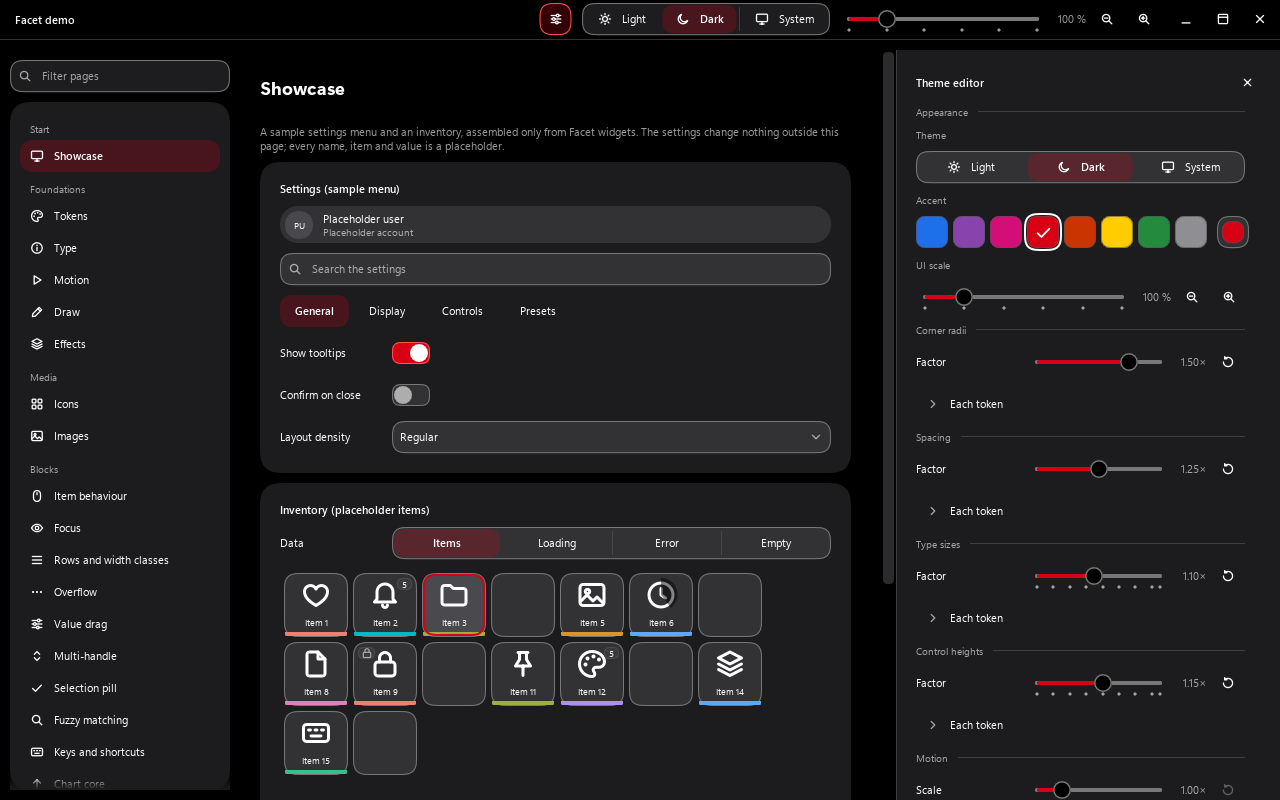 Facet demo
Light
Dark
System
100 %
Filter pages
Start
Showcase
Foundations
Tokens
Type
Motion
Draw
Effects
Media
Icons
Images
Blocks
Item behaviour
Focus
Rows and width classes
Overflow
Value drag
Multi-handle
Selection pill
Fuzzy matching
Keys and shortcuts
Chart core
Showcase
A sample settings menu and an inventory, assembled only from Facet widgets. The settings change nothing outside this
page; every name, item and value is a placeholder.
Settings (sample menu)
PU
Placeholder user
Placeholder account
Search the settings
General
Display
Controls
Presets
Show tooltips
Confirm on close
Layout density
Regular
Inventory (placeholder items)
Data
Items
Loading
Error
Empty
Item 1
5
Item 2
Item 3
Item 5
Item 6
Item 8
Item 9
Item 11
5
Item 12
Item 14
Item 15
Theme editor
Appearance
Theme
Light
Dark
System
Accent
UI scale
100 %
Corner radii
Factor
1.50×
Each token
Spacing
Factor
1.25×
Each token
Type sizes
Factor
1.10×
Each token
Control heights
Factor
1.15×
Each token
Motion
Scale
1.00×